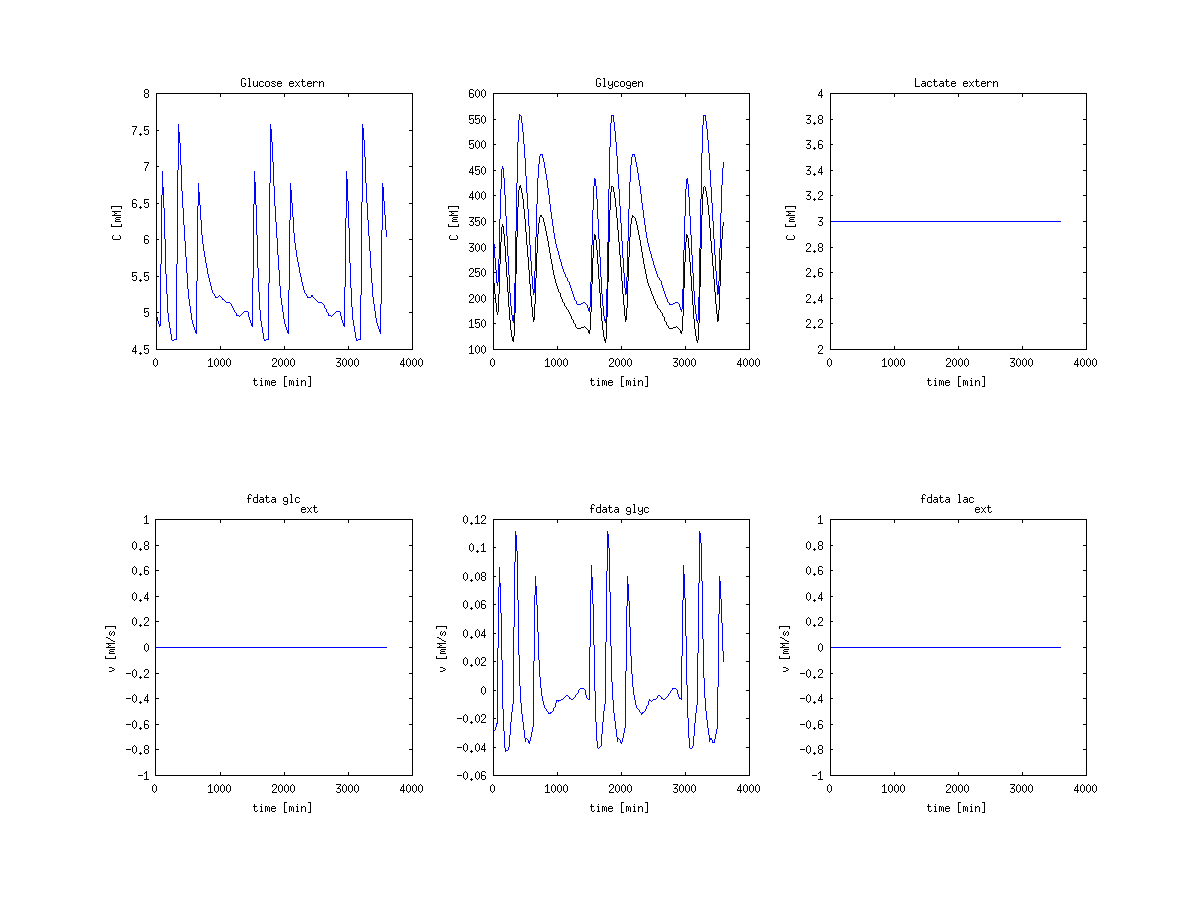 Glucose extern
8
7.5
7
6.5
6
5.5
5
4.5
C [mM]
0 1000 2000 3000 4000
time [min]
Glycogen
600
550
500
450
400
350
300
250
200
150
100
C [mM]
0 1000 2000 3000 4000
time [min]
Lactate extern
4
3.8
3.6
3.4
3.2
3
2.8
2.6
2.4
2.2
2
C [mM]
0 1000 2000 3000 4000
time [min]
fdata glc
ext
1
0.8
0.6
0.4
0.2
0
-0.2
-0.4
-0.6
-0.8
-1
v [mM/s]
0 1000 2000 3000 4000
time [min]
fdata glyc
0.12
0.1
0.08
0.06
0.04
0.02
0
-0.02
-0.04
-0.06
v [mM/s]
0 1000 2000 3000 4000
time [min]
fdata lac
ext
1
0.8
0.6
0.4
0.2
0
-0.2
-0.4
-0.6
-0.8
-1
v [mM/s]
0 1000 2000 3000 4000
time [min]